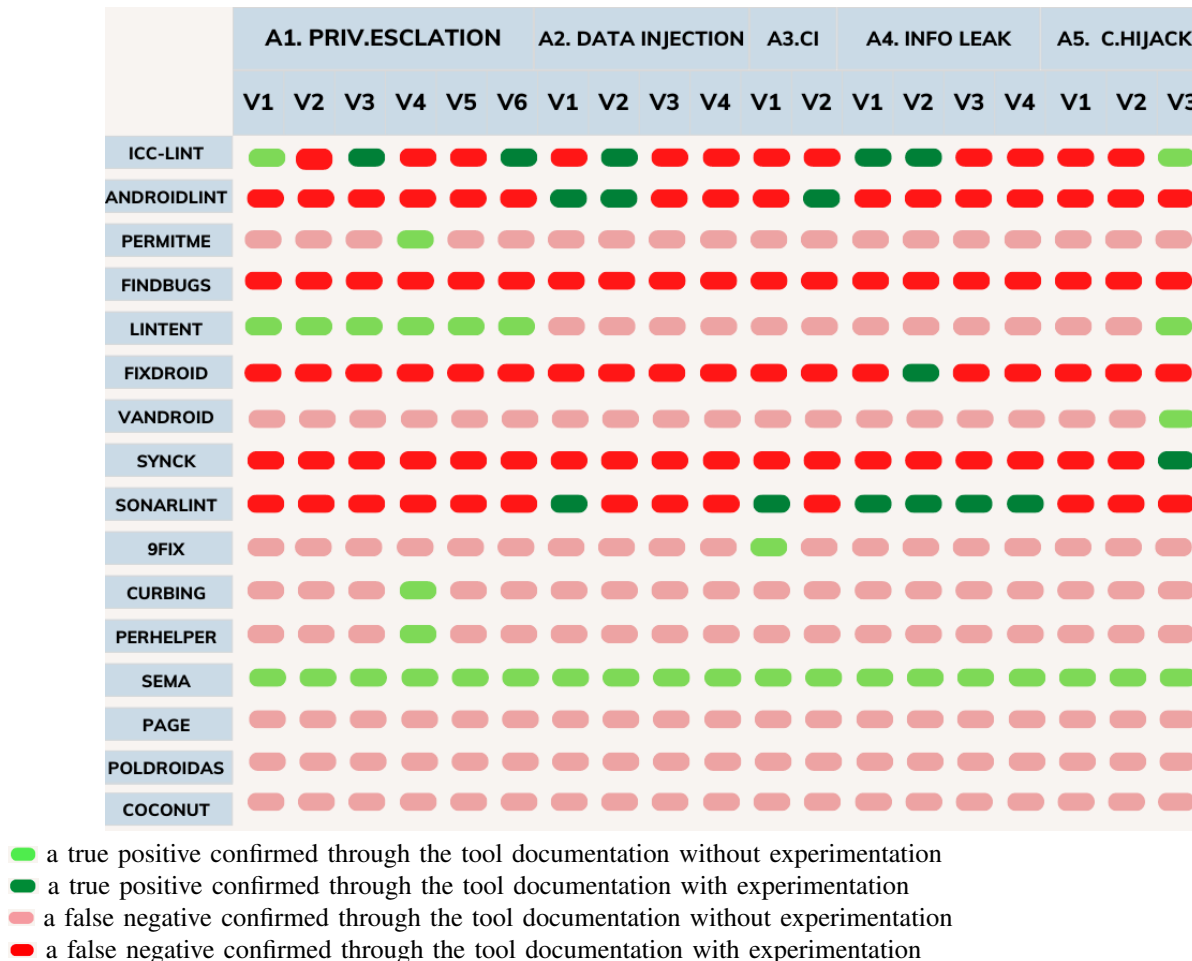 A1. PRIV.ESCLATION A2. DATA INJECTION A3.CI A4. INFO LEAK A5. C.HIJACK
V1 V2 V3 V4 V5 V6 V1 V2 V3 V4 V1 V2 V1 V2 V3 V4 V1 V2 V3
ICC-LINT
ANDROIDLINT
PERMITME
FINDBUGS
LINTENT
FIXDROID
VANDROID
SYNCK
SONARLINT
9FIX
CURBING
PERHELPER
SEMA
PAGE
POLDROIDAS
COCONUT
a true positive confirmed through the tool documentation without experimentation
a true positive confirmed through the tool documentation with experimentation
a false negative confirmed through the tool documentation without experimentation
a false negative confirmed through the tool documentation with experimentation